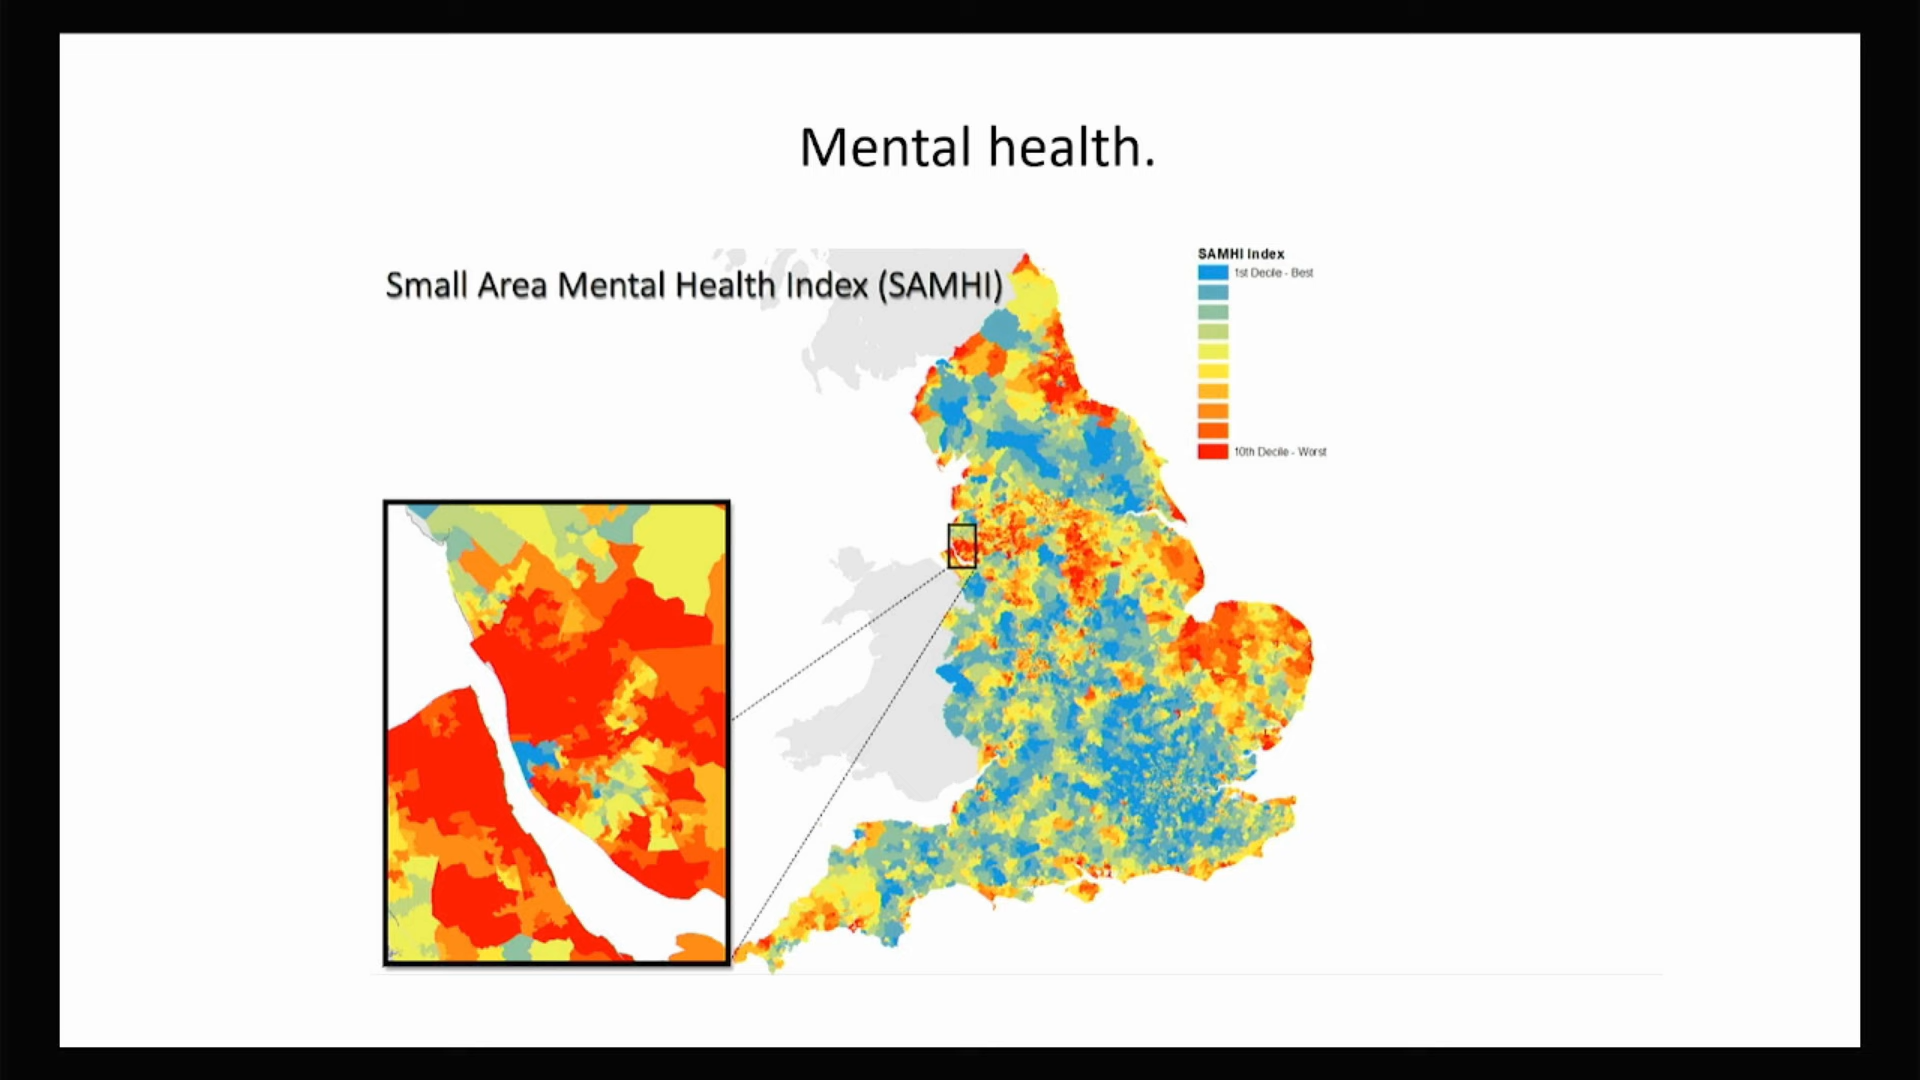 Mental health.
Small Area Mental Health Index (SAMHI)
SAMHI Index
1st Decile - Best
10th Decile - Worst